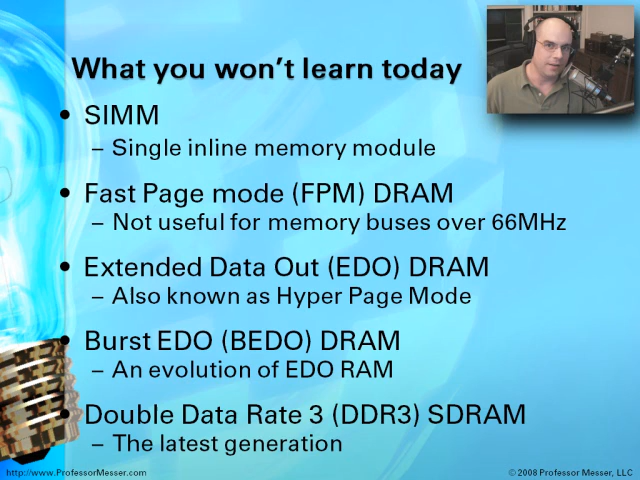 What you won't learn today
• SIMM
– Single inline memory module
• Fast Page mode (FPM) DRAM
– Not useful for memory buses over 66MHz
• Extended Data Out (EDO) DRAM
– Also known as Hyper Page Mode
• Burst EDO (BEDO) DRAM
– An evolution of EDO RAM
• Double Data Rate 3 (DDR3) SDRAM
– The latest generation
http://www.ProfessorMesser.com
© 2008 Professor Messer, LLC